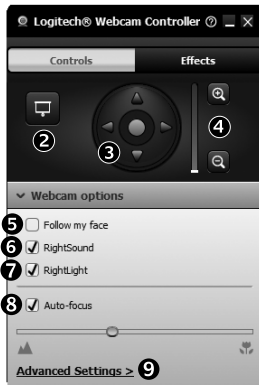 Logitech® Webcam Controller
Controls Effects
2
3
4
Webcam options
5 Follow my face
6 RightSound
7 RightLight
8 Auto-focus
Advanced Settings > 9